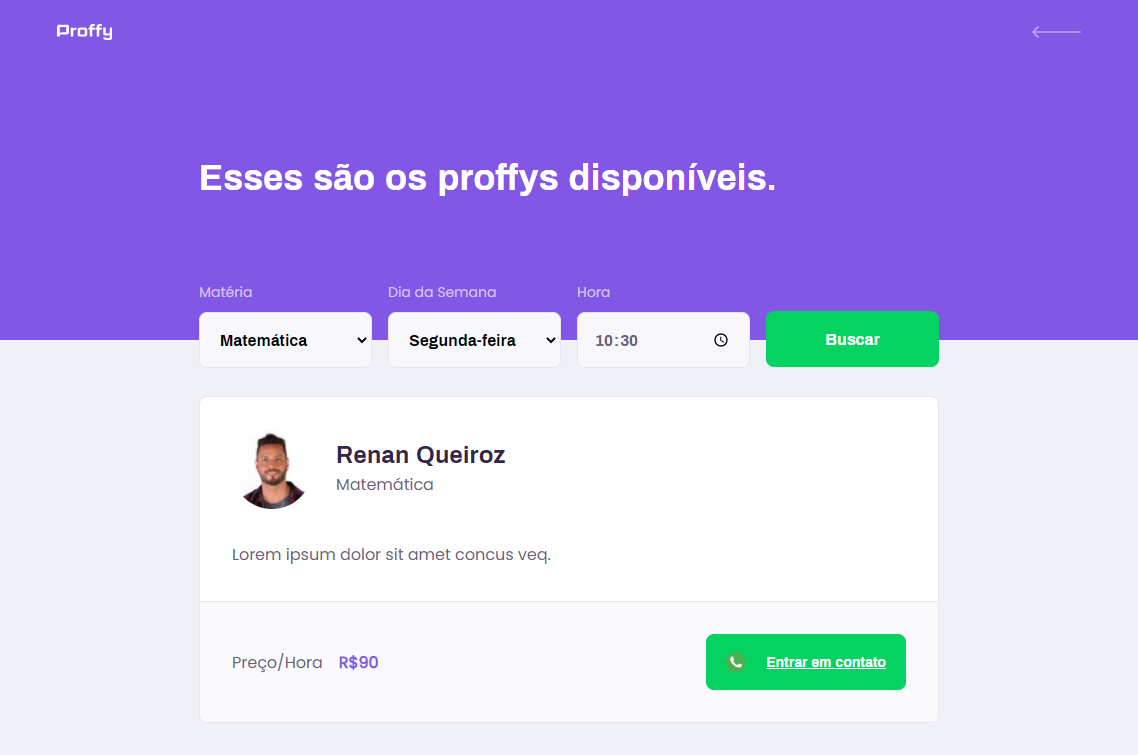 Proffy
Esses são os proffys disponíveis.
Matéria Dia da Semana Hora
Matemática Segunda-feira 10:30 Buscar
Renan Queiroz
Matemática
Lorem ipsum dolor sit amet concus veq.
Preço/Hora R$90 Entrar em contato